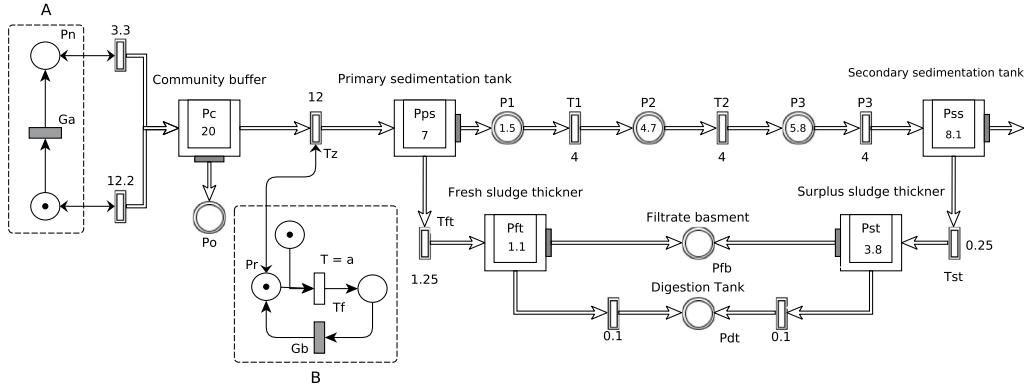 A
Pn
3.3
Ga
12.2
Community buffer
Pc
20
Po
12
Tz
Primary sedimentation tank
Pps
7
P1
1.5
T1
4
P2
4.7
T2
4
P3
5.8
P3
4
Secondary sedimentation tank
Pss
8.1
Tft
1.25
Fresh sludge thickner
Pft
1.1
Filtrate basment
Pfb
Surplus sludge thickner
Pst
3.8
0.25
Tst
Digestion Tank
Pdt
0.1
0.1
Pr
T = a
Tf
Gb
B